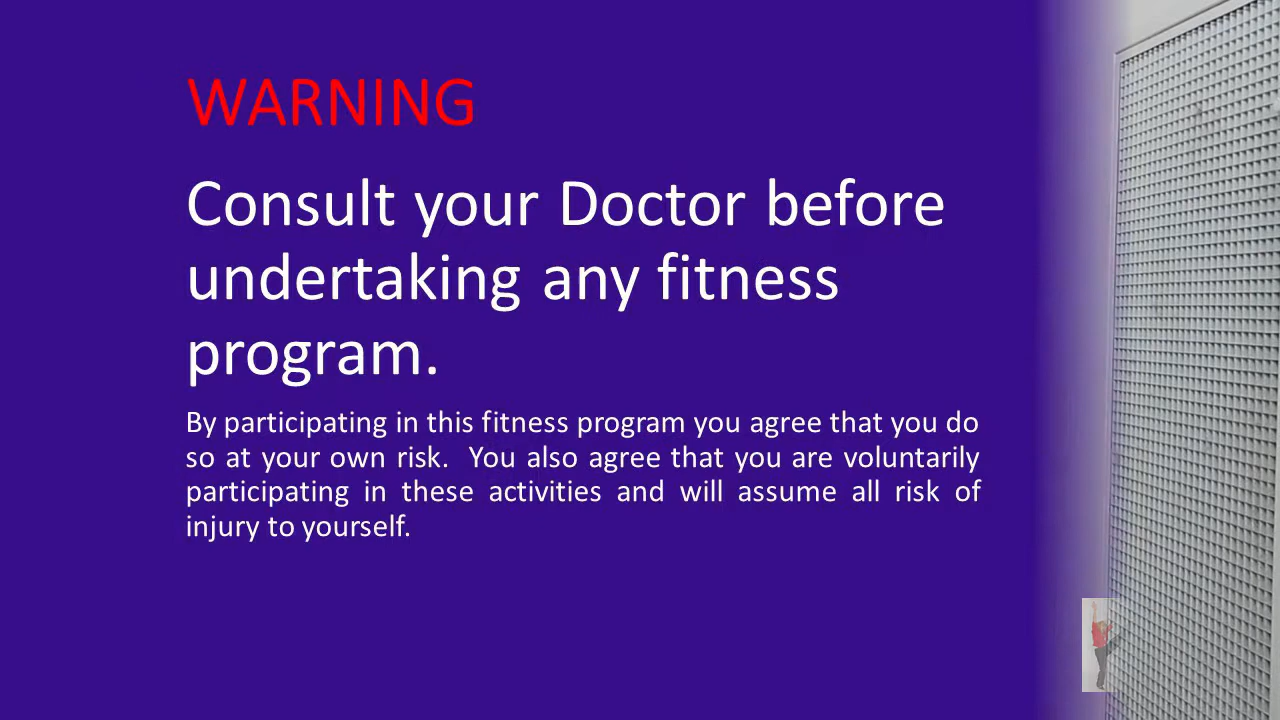 WARNING
Consult your Doctor before
undertaking any fitness
program.
By participating in this fitness program you agree that you do
so at your own risk.  You also agree that you are voluntarily
participating in these activities and will assume all risk of
injury to yourself.